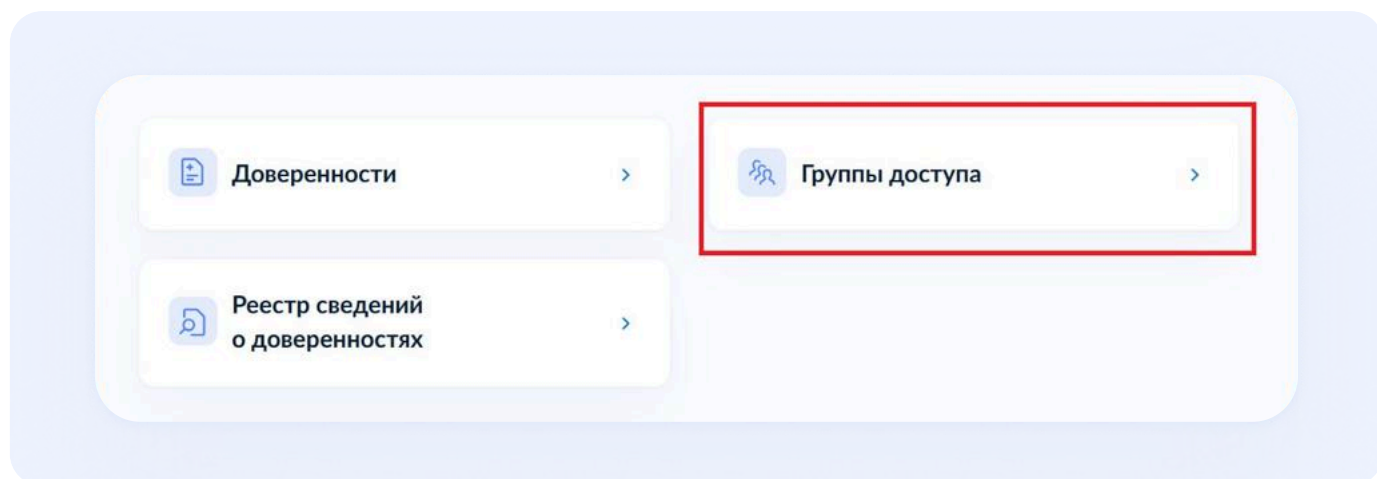 Доверенности
Группы доступа
Реестр сведений
о доверенностях